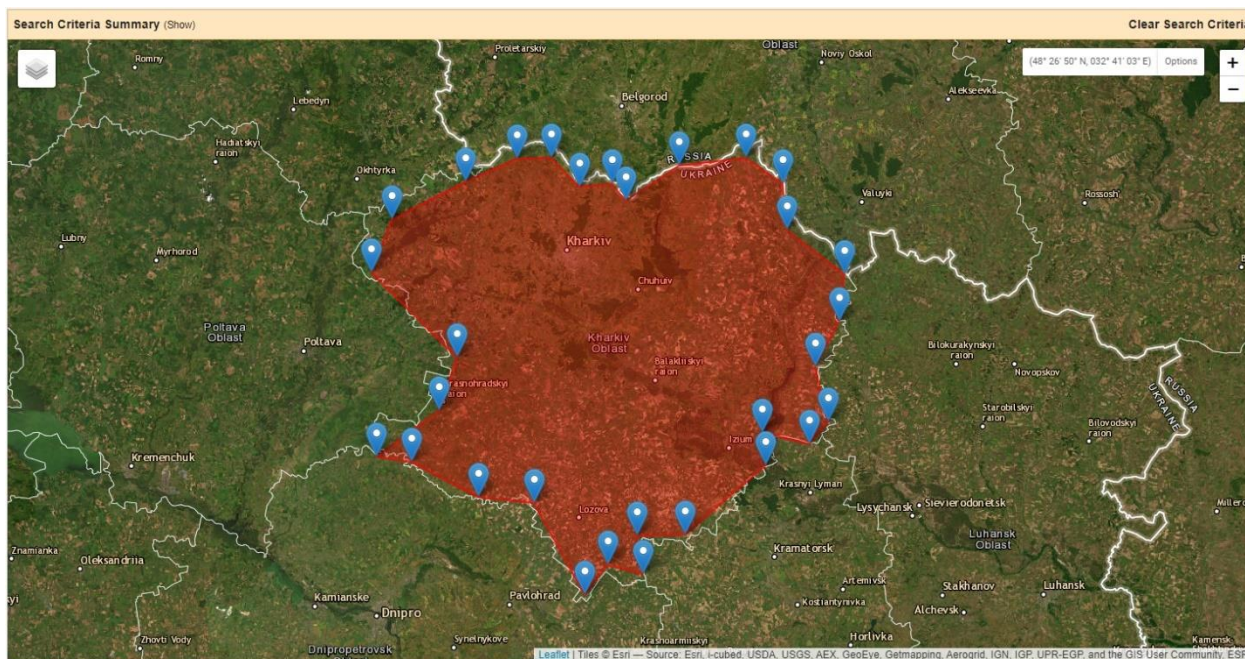 Search Criteria Summary (Show)
Clear Search Criteria
(48° 26' 50" N, 032° 41' 03" E) Options
+
−
Proletarskiy
Oblast
Noviy Oskol
Romny
Alekseevka
Lebedyn
Belgorod
Hadiatskyi
raion
RUSSIA
UKRAINE
Okhtyrka
Valuyki
Rossosh'
Lubny
Myrhorod
Kharkiv
Chuhuiv
Poltava
Oblast
Poltava
Kharkiv
Oblast
Balakliiskyi
raion
Bilokurakynskyi
raion
Novopskov
RUSSIA
UKRAINE
Starobilskyi
raion
Bilovodskyi
raion
Izium
Kremenchuk
Krasnyi Lyman
Lozova
Lysychansk
Sievierodonetsk
Luhansk
Oblast
Znamianka
Oleksandriia
Kramatorsk
Kamianske
Pavlohrad
Artemivsk
Stakhanov
Luhansk
Dnipro
Kostiantynivka
Alchevsk
Zhovti Vody
Dnipropetrovsk
Synelnykove
Krasnoarmiiskyi
Horlivka
Leaflet | Tiles © Esri — Source: Esri, i-cubed, USDA, USGS, AEX, GeoEye, Getmapping, Aerogrid, IGN, IGP, UPR-EGP, and the GIS User Community, ESR